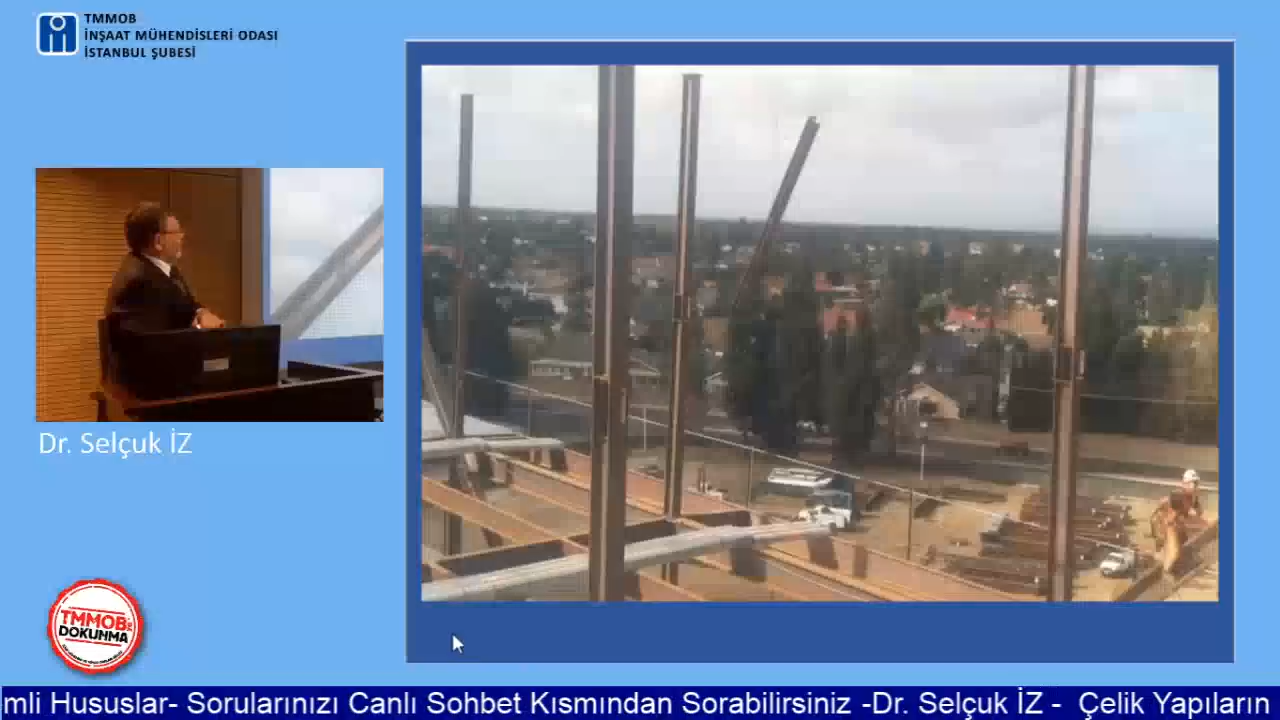 TMMOB
İNŞAAT MÜHENDİSLERİ ODASI
İSTANBUL ŞUBESİ
Dr. Selçuk İZ
TMMOB'ye
DOKUNMA
mli Hususlar- Sorularınızı Canlı Sohbet Kısmından Sorabilirsiniz -Dr. Selçuk İZ - Çelik Yapıların